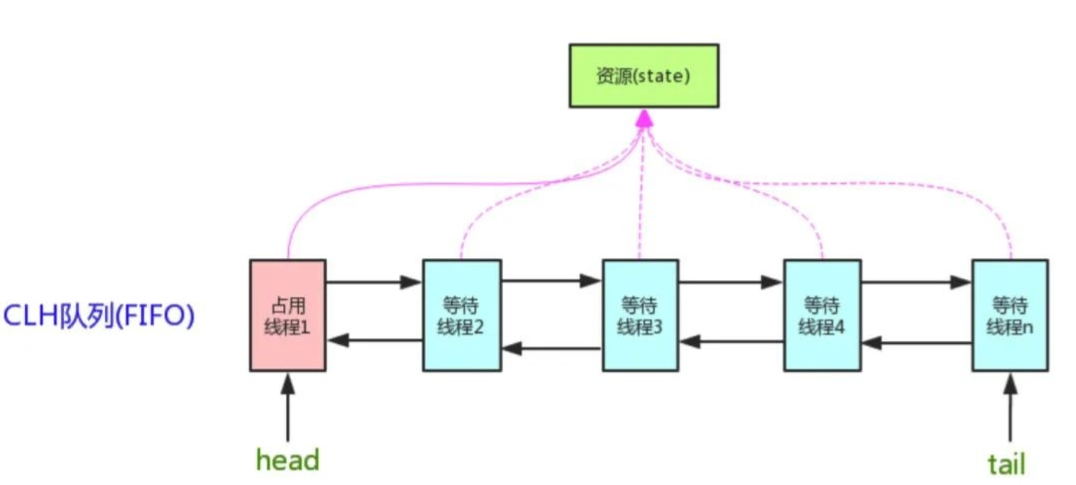 资源(state)
CLH队列(FIFO)
占用
线程1
等待
线程2
等待
线程3
等待
线程4
等待
线程n
head
tail